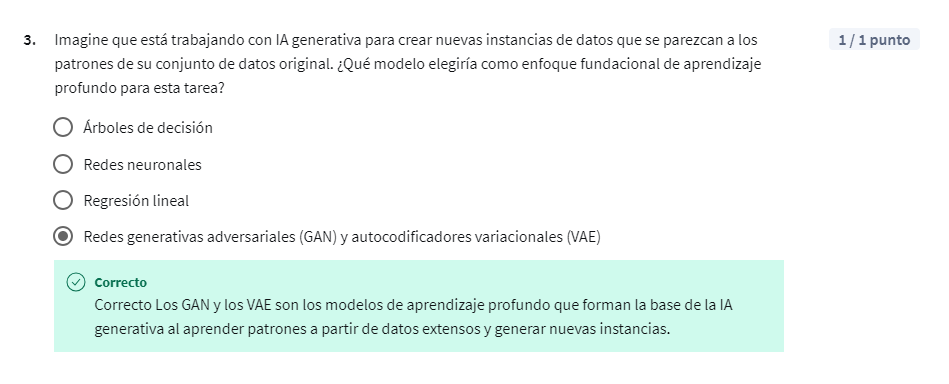 3. Imagine que está trabajando con IA generativa para crear nuevas instancias de datos que se parezcan a los
1 / 1 punto
patrones de su conjunto de datos original. ¿Qué modelo elegiría como enfoque fundacional de aprendizaje
profundo para esta tarea?
Árboles de decisión
Redes neuronales
Regresión lineal
Redes generativas adversariales (GAN) y autocodificadores variacionales (VAE)
Correcto
Correcto Los GAN y los VAE son los modelos de aprendizaje profundo que forman la base de la IA
generativa al aprender patrones a partir de datos extensos y generar nuevas instancias.